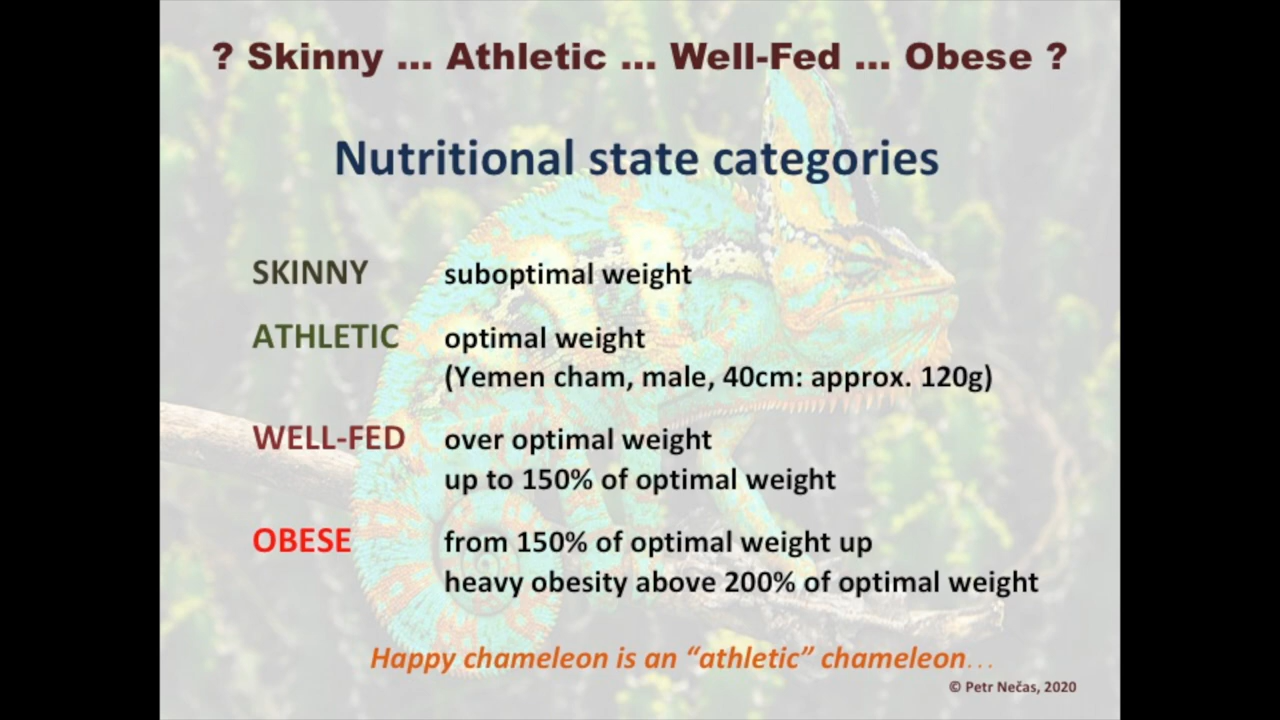 ? Skinny ... Athletic ... Well-Fed ... Obese ?
Nutritional state categories
SKINNY suboptimal weight
ATHLETIC optimal weight
(Yemen cham, male, 40cm: approx. 120g)
WELL-FED over optimal weight
up to 150% of optimal weight
OBESE from 150% of optimal weight up
heavy obesity above 200% of optimal weight
Happy chameleon is an “athletic” chameleon...
© Petr Nečas, 2020